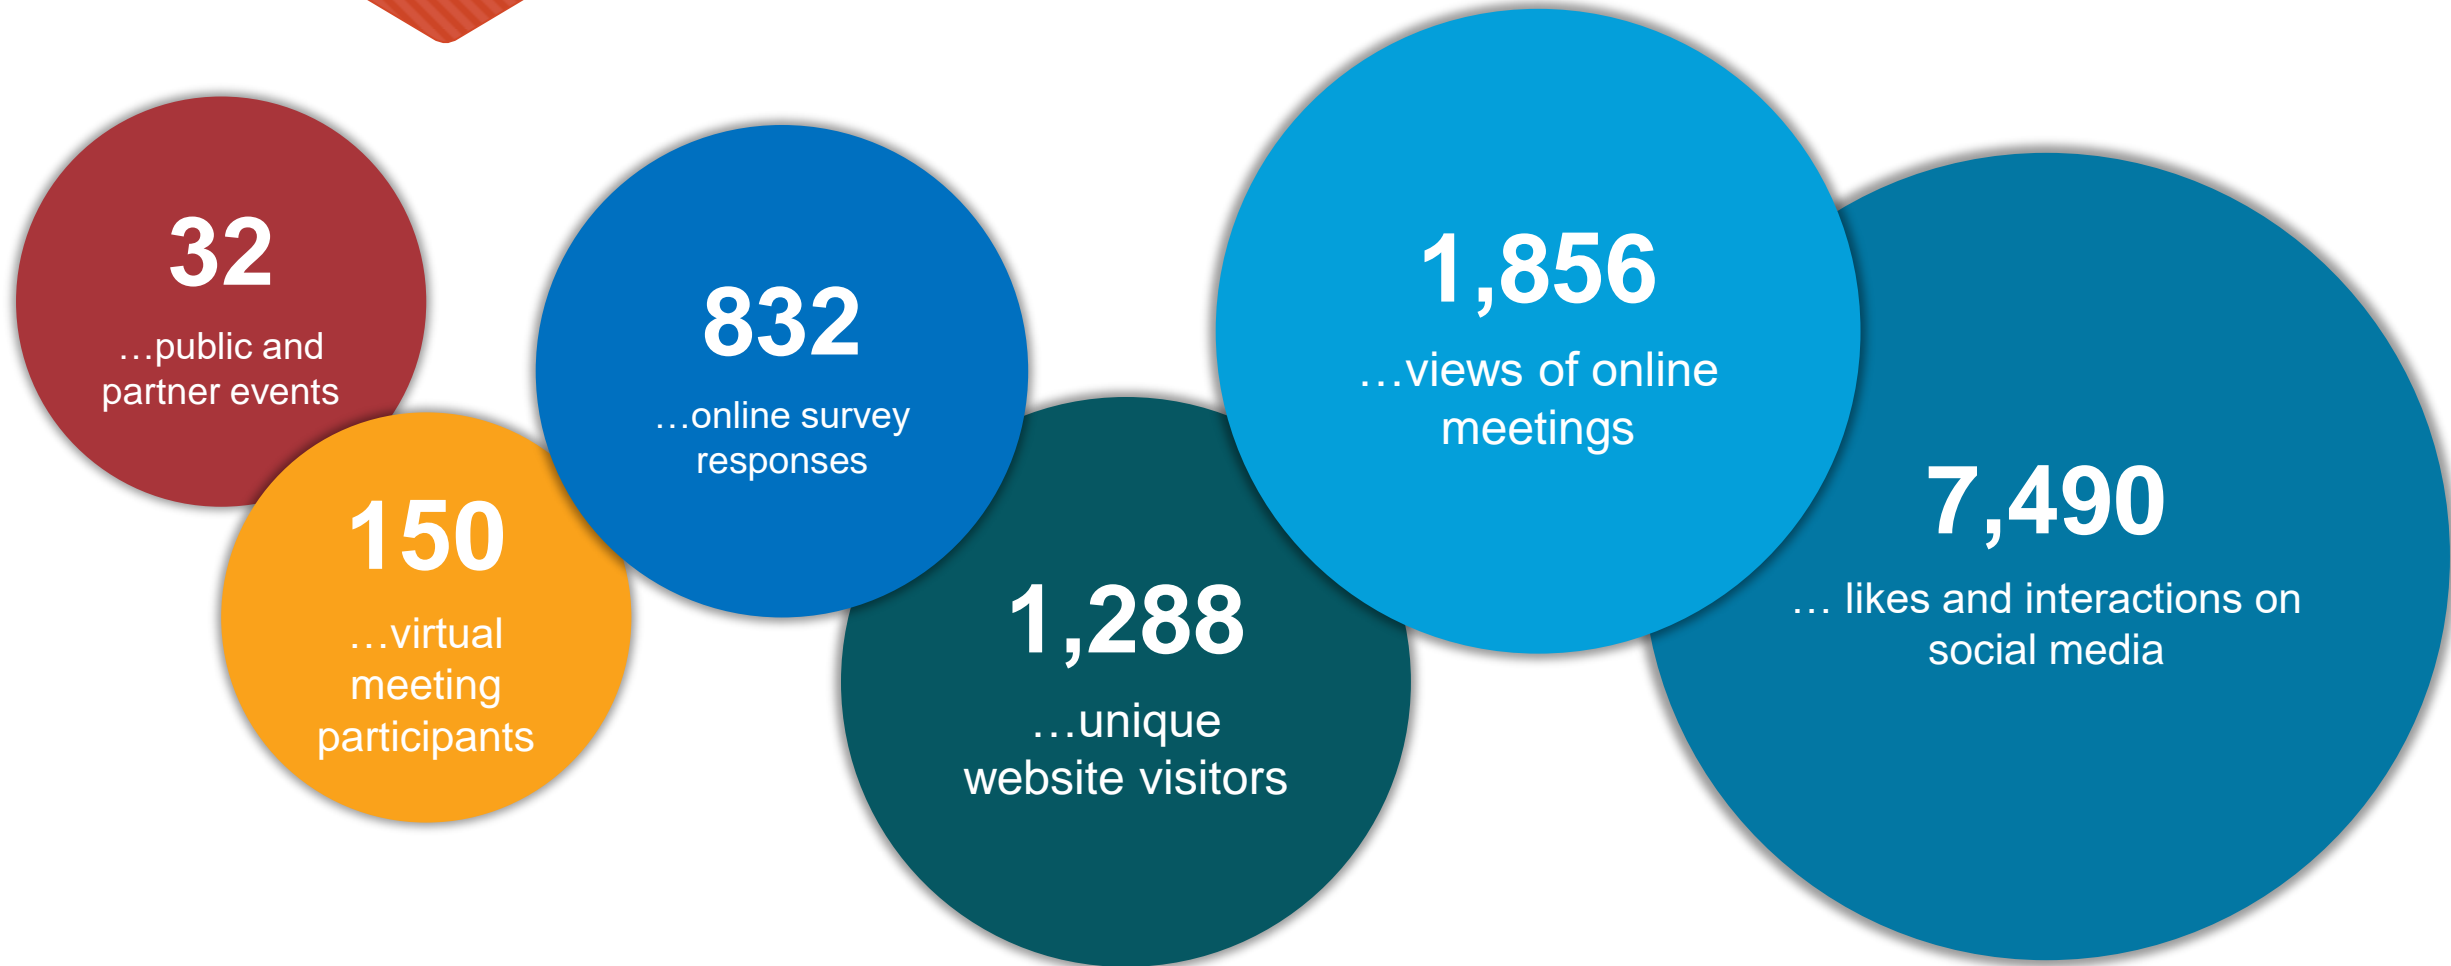 32
…public and
partner events
150
…virtual
meeting
participants
832
…online survey
responses
1,288
…unique
website visitors
1,856
…views of online
meetings
7,490
… likes and interactions on
social media